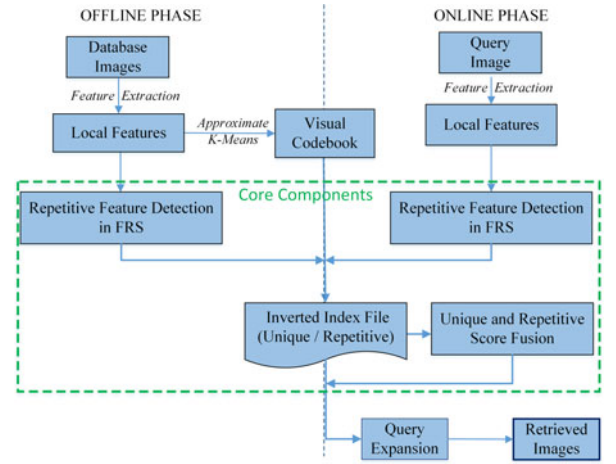 OFFLINE PHASE
ONLINE PHASE
Database
Images
Query
Image
Feature Extraction
Feature Extraction
Local Features
Approximate
K-Means
Visual
Codebook
Local Features
Core Components
Repetitive Feature Detection
in FRS
Repetitive Feature Detection
in FRS
Inverted Index File
(Unique / Repetitive)
Unique and Repetitive
Score Fusion
Query
Expansion
Retrieved
Images